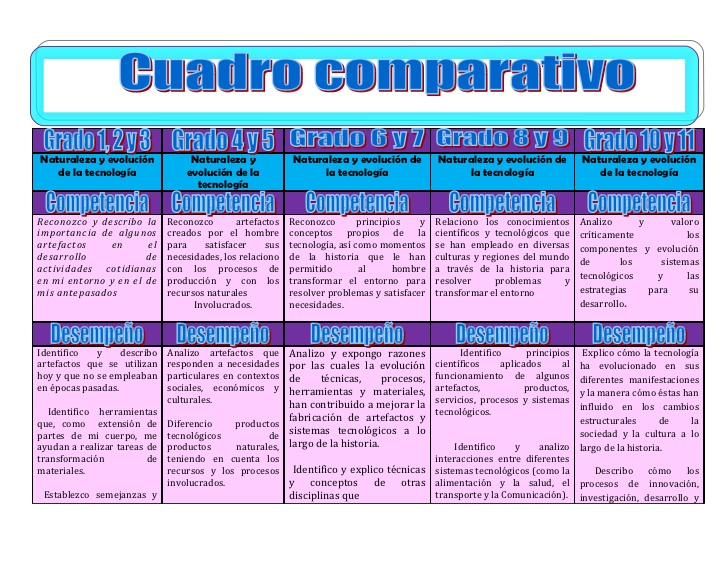 Cuadro comparativo
Grado 1, 2 y 3
Naturaleza y evolución
de la tecnología
Competencia
Reconozco y describo la
importancia de algunos
artefactos en el
desarrollo de
actividades cotidianas
en mi entorno y en el de
mis antepasados
Desempeño
Identifico y describo
artefactos que se utilizan
hoy y que no se empleaban
en épocas pasadas.
Identifico herramientas
que, como extensión de
partes de mi cuerpo, me
ayudan a realizar tareas de
transformación de
materiales.
Establezco semejanzas y
Grado 4 y 5
Naturaleza y
evolución de la
tecnología
Competencia
Reconozco artefactos
creados por el hombre
para satisfacer sus
necesidades, los relaciono
con los procesos de
producción y con los
recursos naturales
Involucrados.
Desempeño
Analizo artefactos que
responden a necesidades
particulares en contextos
sociales, económicos y
culturales.
Diferencio productos
tecnológicos de
productos naturales,
teniendo en cuenta los
recursos y los procesos
involucrados.
Grado 6 y 7
Naturaleza y evolución de
la tecnología
Competencia
Reconozco principios y
conceptos propios de la
tecnología, así como momentos
de la historia que le han
permitido al hombre
transformar el entorno para
resolver problemas y satisfacer
necesidades.
Desempeño
Analizo y expongo razones
por las cuales la evolución
de técnicas, procesos,
herramientas y materiales,
han contribuido a mejorar la
fabricación de artefactos y
sistemas tecnológicos a lo
largo de la historia.
Identifico y explico técnicas
y conceptos de otras
disciplinas que
Grado 8 y 9
Naturaleza y evolución de
la tecnología
Competencia
Relaciono los conocimientos
científicos y tecnológicos que
se han empleado en diversas
culturas y regiones del mundo
a través de la historia para
resolver problemas y
transformar el entorno
Desempeño
Identifico principios
científicos aplicados al
funcionamiento de algunos
artefactos, productos,
servicios, procesos y sistemas
tecnológicos.
Identifico y analizo
interacciones entre diferentes
sistemas tecnológicos (como la
alimentación y la salud, el
transporte y la Comunicación).
Grado 10 y 11
Naturaleza y evolución
de la tecnología
Competencia
Analizo y valoro
críticamente los
componentes y evolución
de los sistemas
tecnológicos y las
estrategias para su
desarrollo.
Desempeño
Explico cómo la tecnología
ha evolucionado en sus
diferentes manifestaciones
y la manera cómo éstas han
influido en los cambios
estructurales de la
sociedad y la cultura a lo
largo de la historia.
Describo cómo los
procesos de innovación,
investigación, desarrollo y